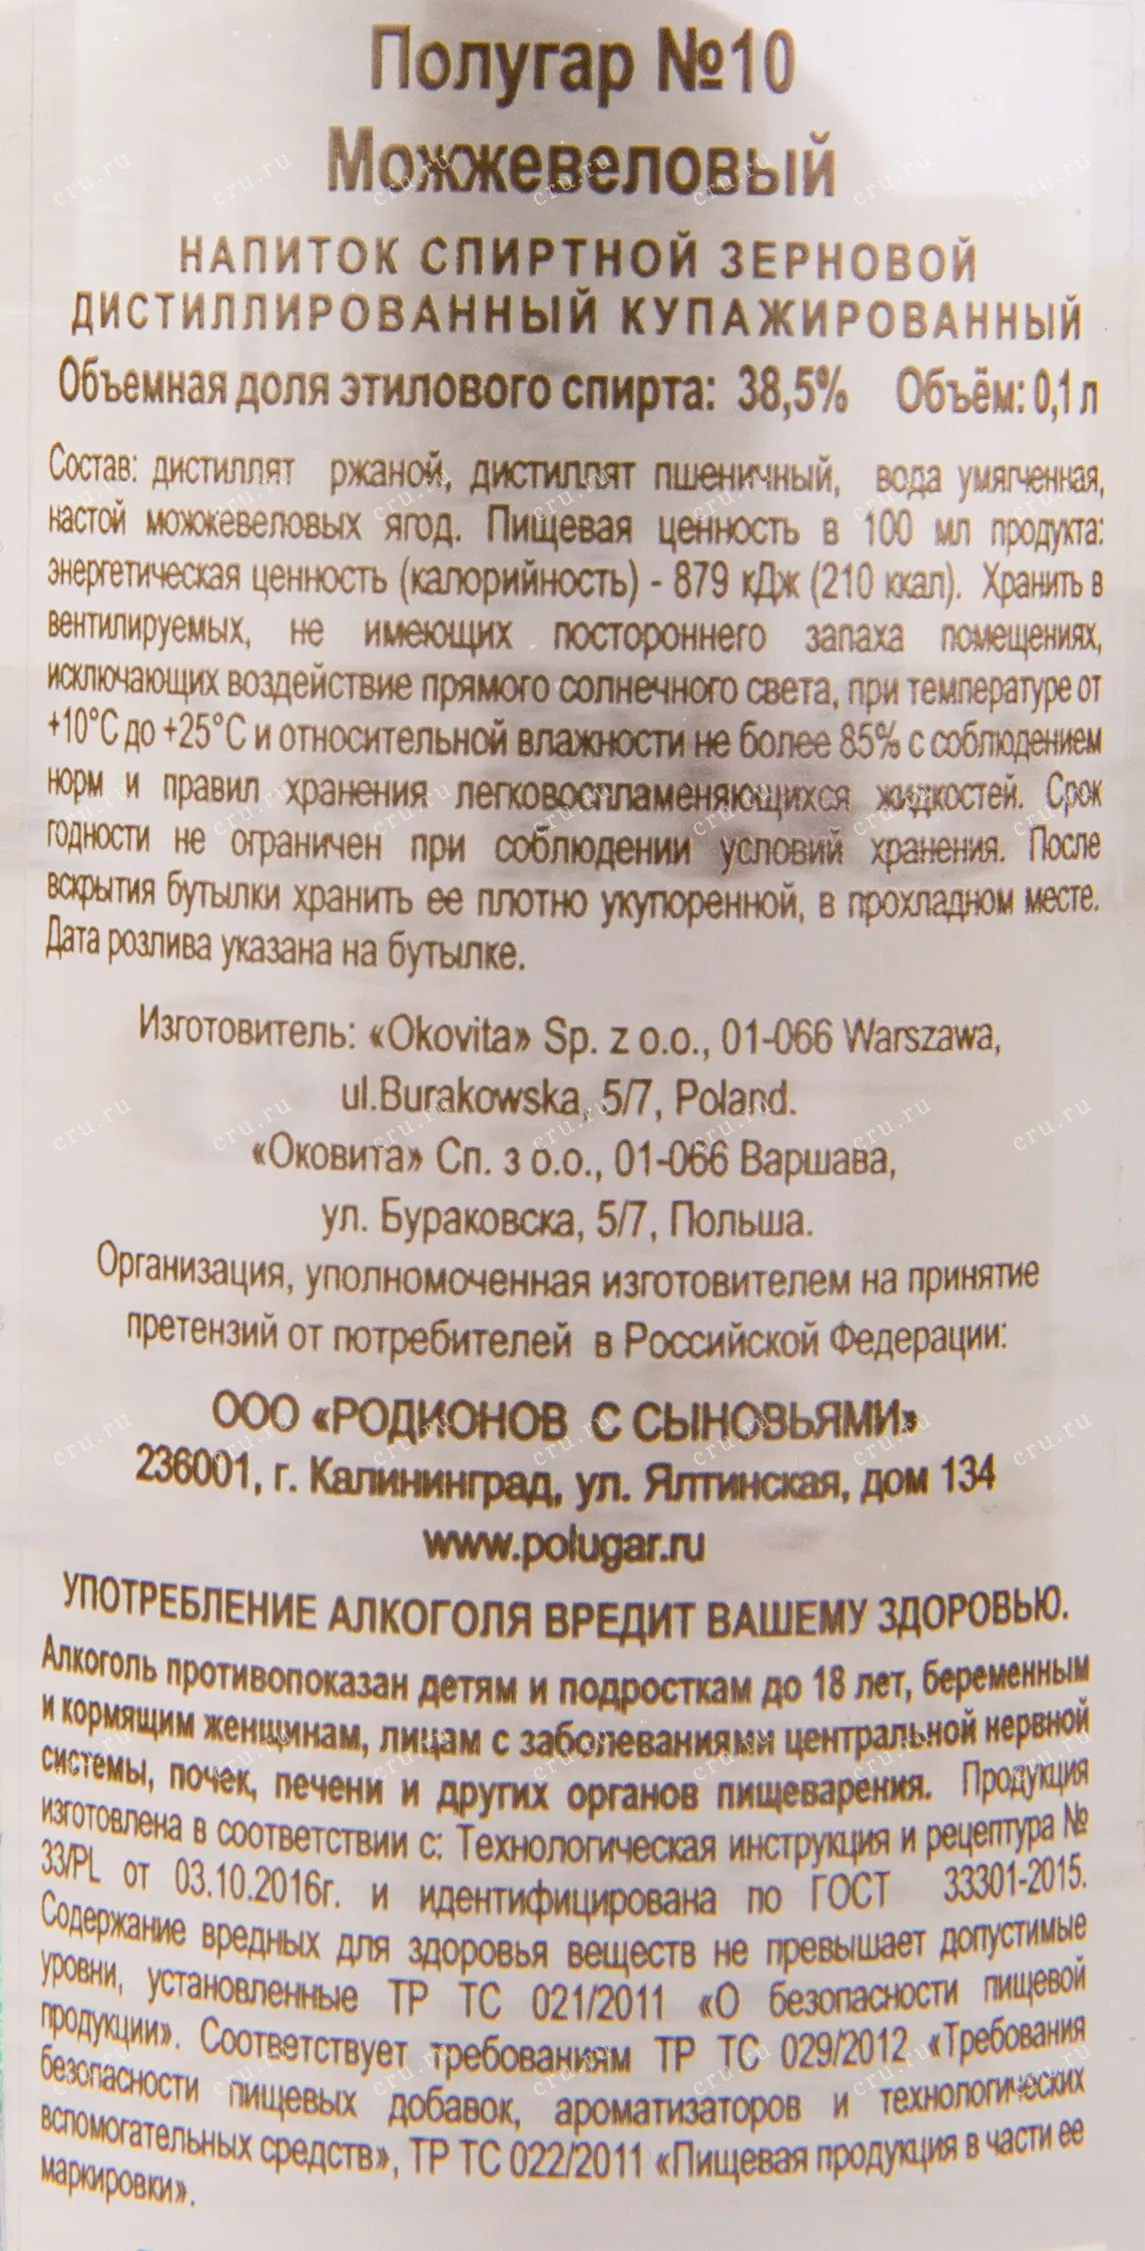 Полугар №10
Можжевеловый
НАПИТОК СПИРТНОЙ ЗЕРНОВОЙ
ДИСТИЛЛИРОВАННЫЙ КУПАЖИРОВАННЫЙ
Объемная доля этилового спирта: 38,5% Объём: 0,1 л
Состав: дистиллят ржаной, дистиллят пшеничный, вода умягченная,
настой можжевеловых ягод. Пищевая ценность в 100 мл продукта:
энергетическая ценность (калорийность) - 879 кДж (210 ккал). Хранить в
вентилируемых, не имеющих постороннего запаха помещениях,
исключающих воздействие прямого солнечного света, при температуре от
+10°С до +25°С и относительной влажности не более 85% с соблюдением
норм и правил хранения легковоспламеняющихся жидкостей. Срок
годности не ограничен при соблюдении условий хранения. После
вскрытия бутылки хранить ее плотно укупоренной, в прохладном месте.
Дата розлива указана на бутылке.
Изготовитель: «Okovita» Sp. z o.o., 01-066 Warszawa,
ul.Burakowska, 5/7, Poland.
«Оковита» Сп. з о.о., 01-066 Варшава,
ул. Бураковска, 5/7, Польша.
Организация, уполномоченная изготовителем на принятие
претензий от потребителей в Российской Федерации:
ООО «РОДИОНОВ С СЫНОВЬЯМИ»
236001, г. Калининград, ул. Ялтинская, дом 134
www.polugar.ru
УПОТРЕБЛЕНИЕ АЛКОГОЛЯ ВРЕДИТ ВАШЕМУ ЗДОРОВЬЮ.
Алкоголь противопоказан детям и подросткам до 18 лет, беременным
и кормящим женщинам, лицам с заболеваниями центральной нервной
системы, почек, печени и других органов пищеварения. Продукция
изготовлена в соответствии с: Технологическая инструкция и рецептура №
33/PL от 03.10.2016г. и идентифицирована по ГОСТ 33301-2015.
Содержание вредных для здоровья веществ не превышает допустимые
уровни, установленные ТР ТС 021/2011 «О безопасности пищевой
продукции». Соответствует требованиям ТР ТС 029/2012 «Требования
безопасности пищевых добавок, ароматизаторов и технологических
вспомогательных средств», ТР ТС 022/2011 «Пищевая продукция в части ее
маркировки».